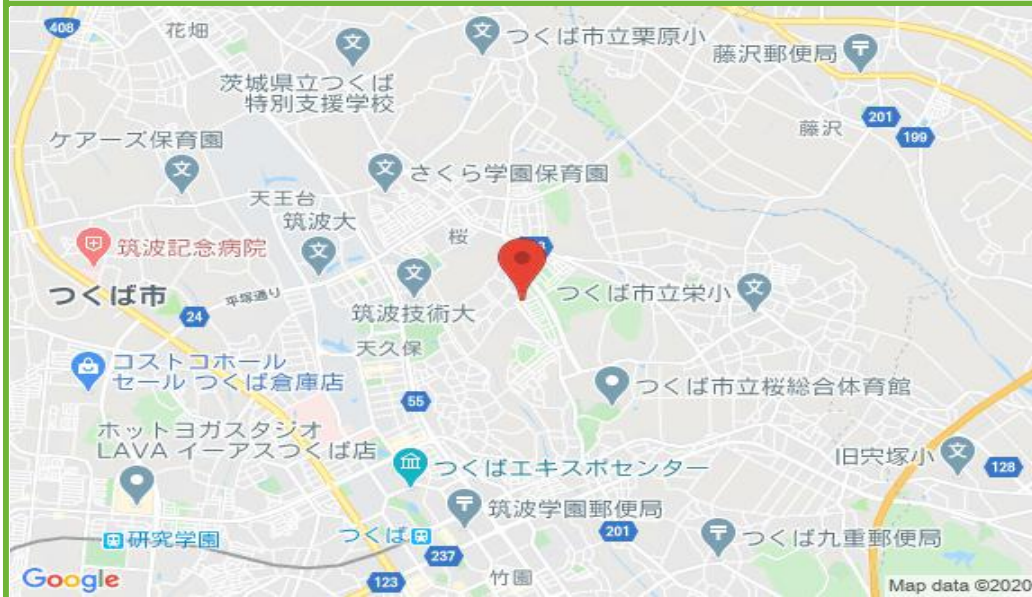 408
花畑
つくば市立栗原小
藤沢郵便局
茨城県立つくば
特別支援学校
201
藤沢
199
ケアーズ保育園
さくら学園保育園
天王台
筑波大
桜
筑波記念病院
つくば市
平塚通り
24
筑波技術大
つくば市立栄小
天久保
コストコホール
セール つくば倉庫店
55
つくば市立桜総合体育館
ホットヨガスタジオ
LAVA イーアスつくば店
つくばエキスポセンター
旧宍塚小
128
筑波学園郵便局
研究学園
つくば
201
つくば九重郵便局
237
123
竹園
Google
Map data ©2020